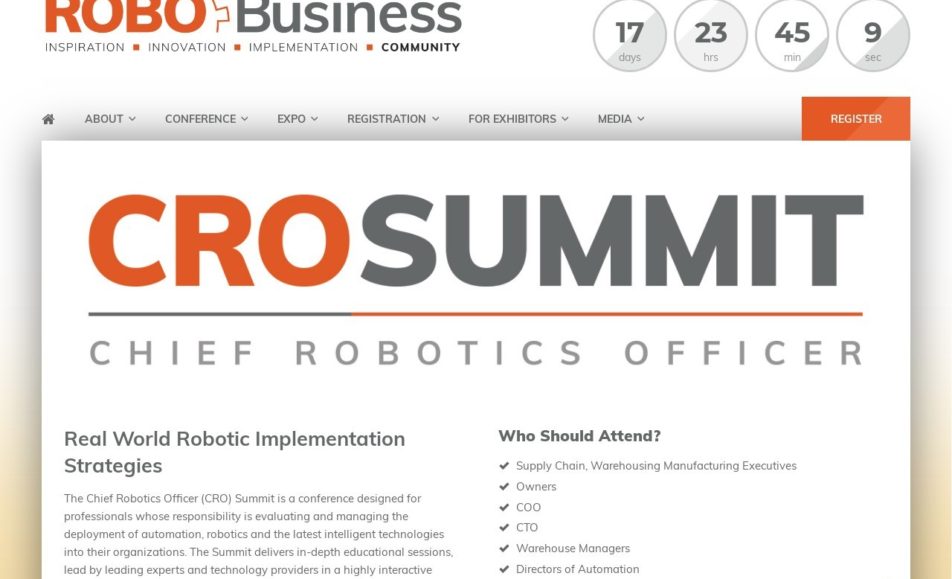 ROBO Business
INSPIRATION ■ INNOVATION ■ IMPLEMENTATION ■ COMMUNITY
17 23 45 9
days hrs min sec
ABOUT CONFERENCE EXPO REGISTRATION FOR EXHIBITORS MEDIA REGISTER
CROSUMMIT
CHIEF ROBOTICS OFFICER
Real World Robotic Implementation
Strategies
The Chief Robotics Officer (CRO) Summit is a conference designed for
professionals whose responsibility is evaluating and managing the
deployment of automation, robotics and the latest intelligent technologies
into their organizations. The Summit delivers in-depth educational sessions,
lead by leading experts and technology providers in a highly interactive
Who Should Attend?
Supply Chain, Warehousing Manufacturing Executives
Owners
COO
CTO
Warehouse Managers
Directors of Automation